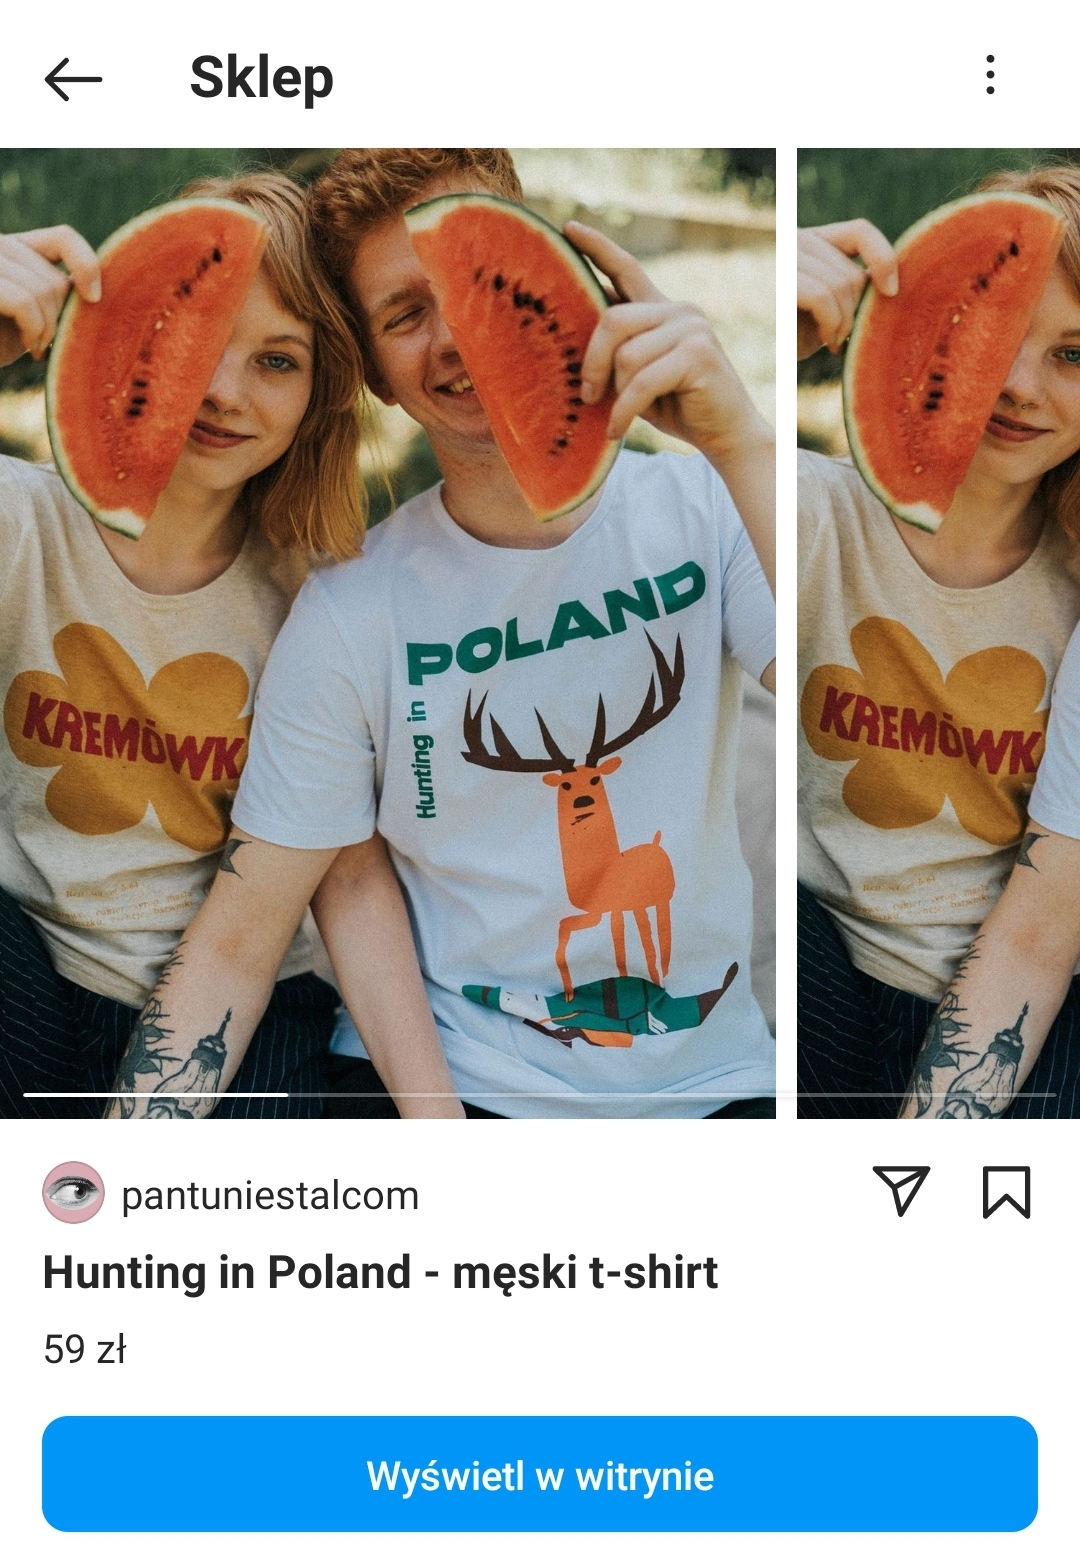 Sklep
KREMÓWK
Hunting in
POLAND
KREMÓWK
pantuniestalcom
Hunting in Poland - męski t-shirt
59 zł
Wyświetl w witrynie